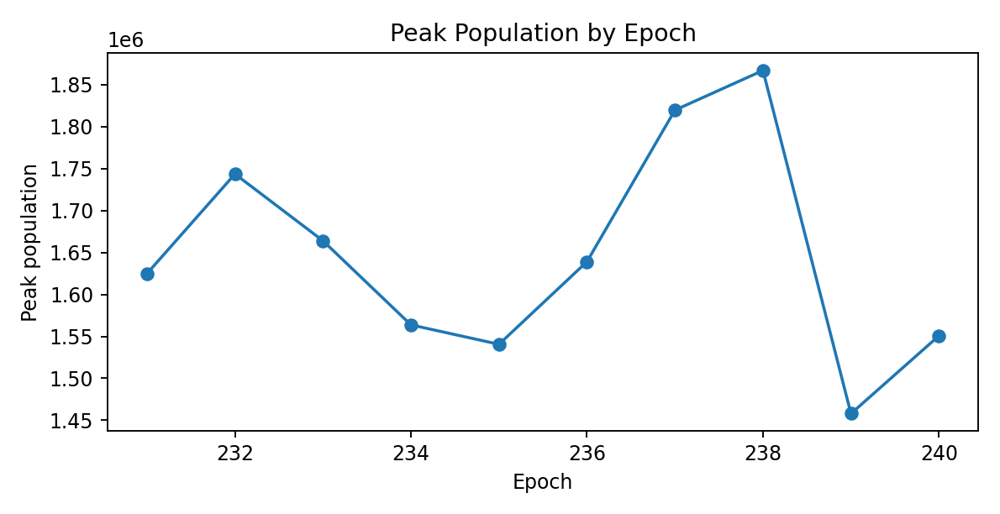 Peak Population by Epoch
1e6
1.85
1.80
1.75
1.70
1.65
1.60
1.55
1.50
1.45
Peak population
232 234 236 238 240
Epoch